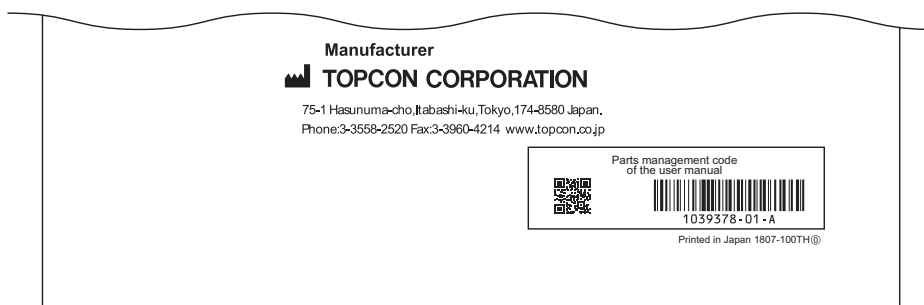 Manufacturer
TOPCON CORPORATION
75-1 Hasunuma-cho,Itabashi-ku,Tokyo,174-8580 Japan.
Phone:3-3558-2520 Fax:3-3960-4214 www.topcon.co.jp
Parts management code
of the user manual
1039378-01-A
Printed in Japan 1807-100TH⓪